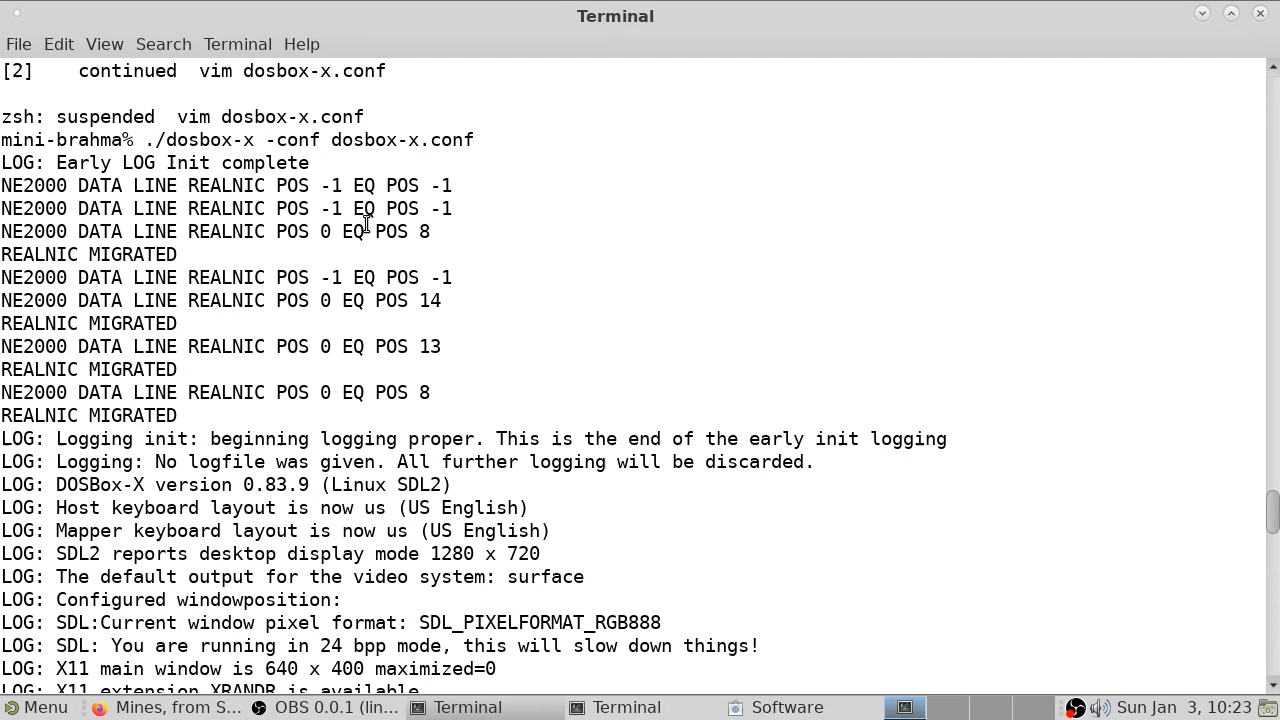 Terminal
File Edit View Search Terminal Help
[2]    continued  vim dosbox-x.conf
zsh: suspended  vim dosbox-x.conf
mini-brahma% ./dosbox-x -conf dosbox-x.conf
LOG: Early LOG Init complete
NE2000 DATA LINE REALNIC POS -1 EQ POS -1
NE2000 DATA LINE REALNIC POS -1 EQ POS -1
NE2000 DATA LINE REALNIC POS 0 EQ POS 8
REALNIC MIGRATED
NE2000 DATA LINE REALNIC POS -1 EQ POS -1
NE2000 DATA LINE REALNIC POS 0 EQ POS 14
REALNIC MIGRATED
NE2000 DATA LINE REALNIC POS 0 EQ POS 13
REALNIC MIGRATED
NE2000 DATA LINE REALNIC POS 0 EQ POS 8
REALNIC MIGRATED
LOG: Logging init: beginning logging proper. This is the end of the early init logging
LOG: Logging: No logfile was given. All further logging will be discarded.
LOG: DOSBox-X version 0.83.9 (Linux SDL2)
LOG: Host keyboard layout is now us (US English)
LOG: Mapper keyboard layout is now us (US English)
LOG: SDL2 reports desktop display mode 1280 x 720
LOG: The default output for the video system: surface
LOG: Configured windowposition:
LOG: SDL:Current window pixel format: SDL_PIXELFORMAT_RGB888
LOG: SDL: You are running in 24 bpp mode, this will slow down things!
LOG: X11 main window is 640 x 400 maximized=0
LOG: X11 extension XRANDR is available
Menu Mines, from S... OBS 0.0.1 (lin... Terminal Terminal Software Sun Jan 3, 10:23